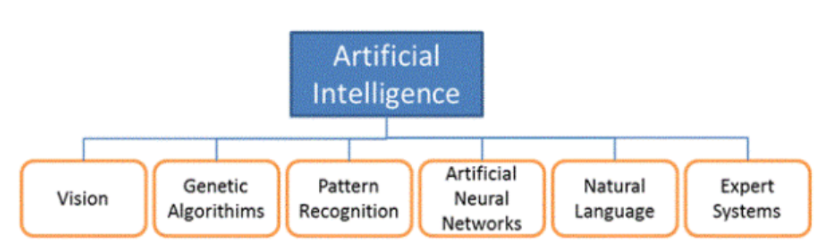 Artificial
Intelligence
Vision
Genetic
Algorithims
Pattern
Recognition
Artificial
Neural
Networks
Natural
Language
Expert
Systems